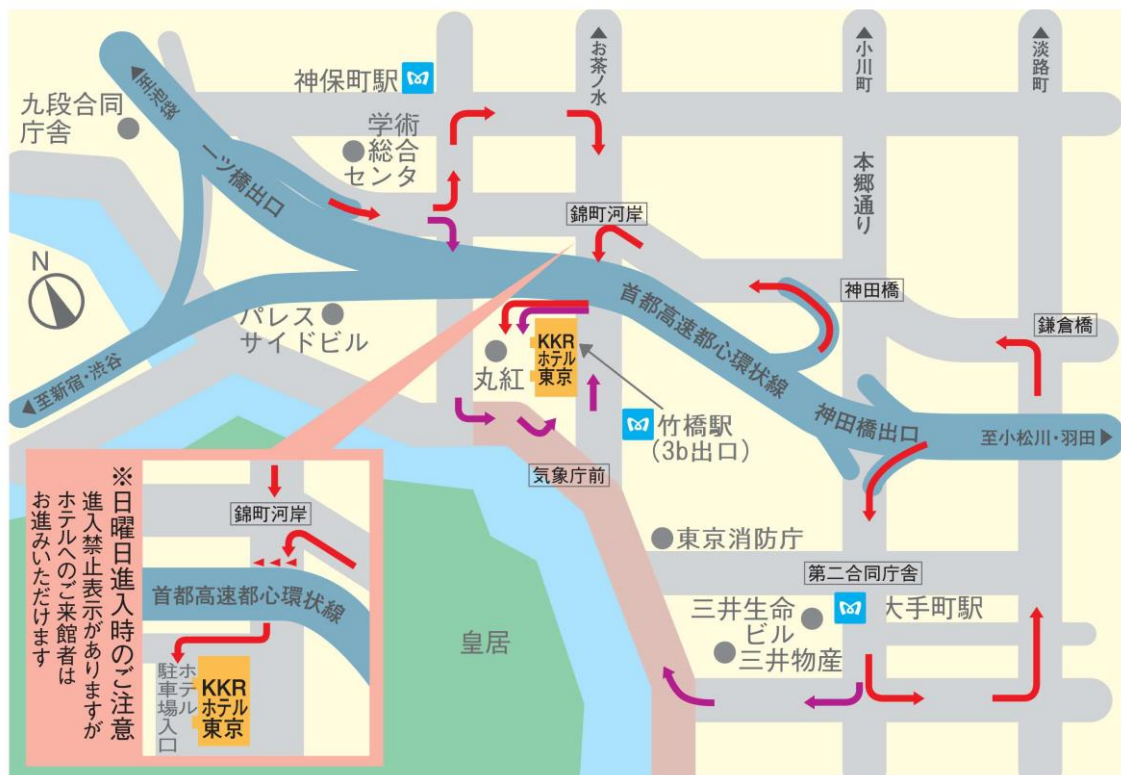 ▲至池袋
一ツ橋出口
九段合同
庁舎
神保町駅
学術
総合
センタ
▲お茶ノ水
▲小川町
▲淡路町
本郷通り
錦町河岸
神田橋
鎌倉橋
N
パレス
サイドビル
◀至新宿・渋谷
首都高速都心環状線
神田橋出口
至小松川・羽田▶
丸紅
KKR
ホテル
東京
竹橋駅
(3b出口)
気象庁前
東京消防庁
第二合同庁舎
三井生命
ビル
大手町駅
三井物産
皇居
※日曜日進入時のご注意
進入禁止表示がありますが
ホテルへのご来館者は
お進みいただけます
錦町河岸
首都高速都心環状線
ホテル
駐車場入口
KKR
ホテル
東京